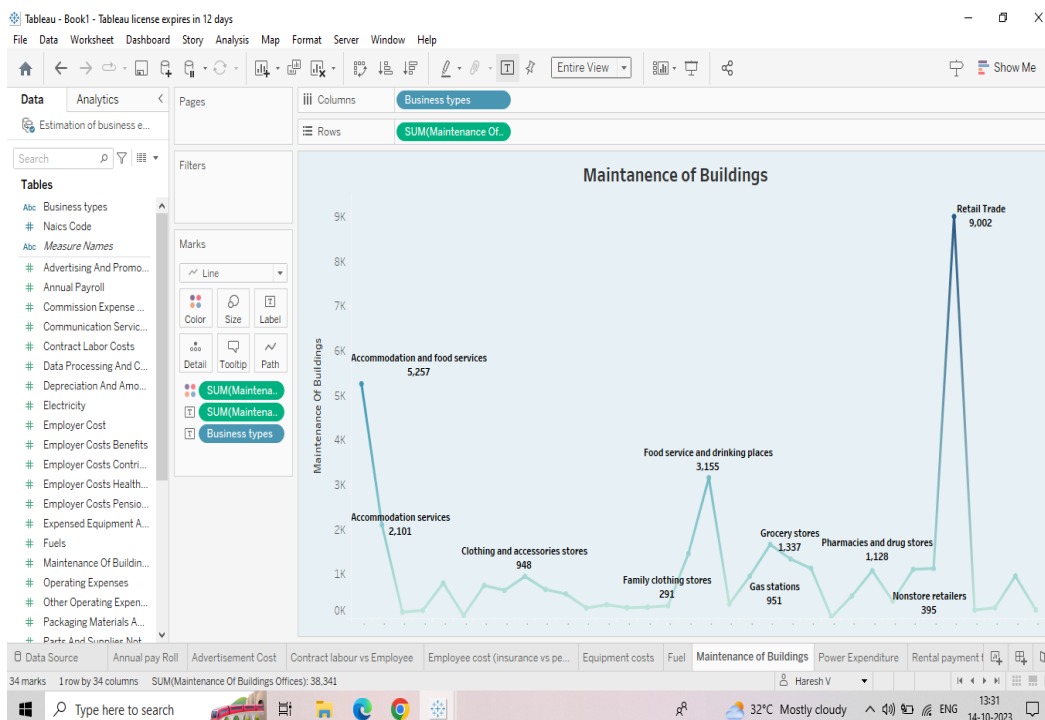 Tableau - Book1 - Tableau license expires in 12 days
File Data Worksheet Dashboard Story Analysis Map Format Server Window Help
Entire View
Show Me
Data Analytics
Estimation of business e...
Search
Tables
Abc Business types
# Naics Code
Abc Measure Names
# Advertising And Promo...
# Annual Payroll
# Commission Expense ...
# Communication Servic...
# Contract Labor Costs
# Data Processing And C...
# Depreciation And Amo...
# Electricity
# Employer Cost
# Employer Costs Benefits
# Employer Costs Contri...
# Employer Costs Health...
# Employer Costs Pensio...
# Expensed Equipment A...
# Fuels
# Maintenance Of Buildin...
# Operating Expenses
# Other Operating Expen...
# Packaging Materials A...
# Parts And Supplies Not
Pages
Filters
Marks
Line
Color Size Label
Detail Tooltip Path
SUM(Maintena..
SUM(Maintena..
Business types
Columns Business types
Rows SUM(Maintenance Of..
Maintanence of Buildings
Maintenance Of Buildings
9K
8K
7K
6K
5K
4K
3K
2K
1K
0K
Retail Trade
9,002
Accommodation and food services
5,257
Food service and drinking places
3,155
Accommodation services
2,101
Clothing and accessories stores
948
Grocery stores
1,337
Pharmacies and drug stores
1,128
Family clothing stores
291
Gas stations
951
Nonstore retailers
395
Data Source Annual pay Roll Advertisement Cost Contract labour vs Employee Employee cost (insurance vs pe... Equipment costs Fuel Maintenance of Buildings Power Expenditure Rental payment
34 marks 1 row by 34 columns SUM(Maintenance Of Buildings Offices): 38,341
Haresh V
Type here to search
32°C Mostly cloudy
ENG
13:31
14-10-2023